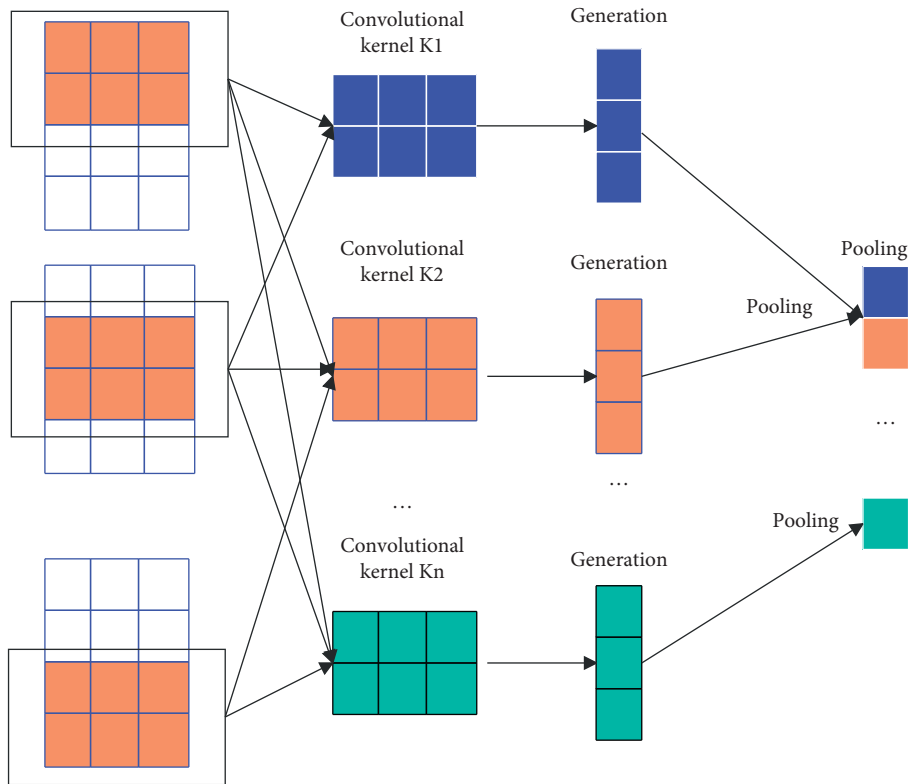 Convolutional
kernel K1
Generation
Convolutional
kernel K2
Generation
Pooling
Pooling
…
…
…
Convolutional
kernel Kn
Generation
Pooling